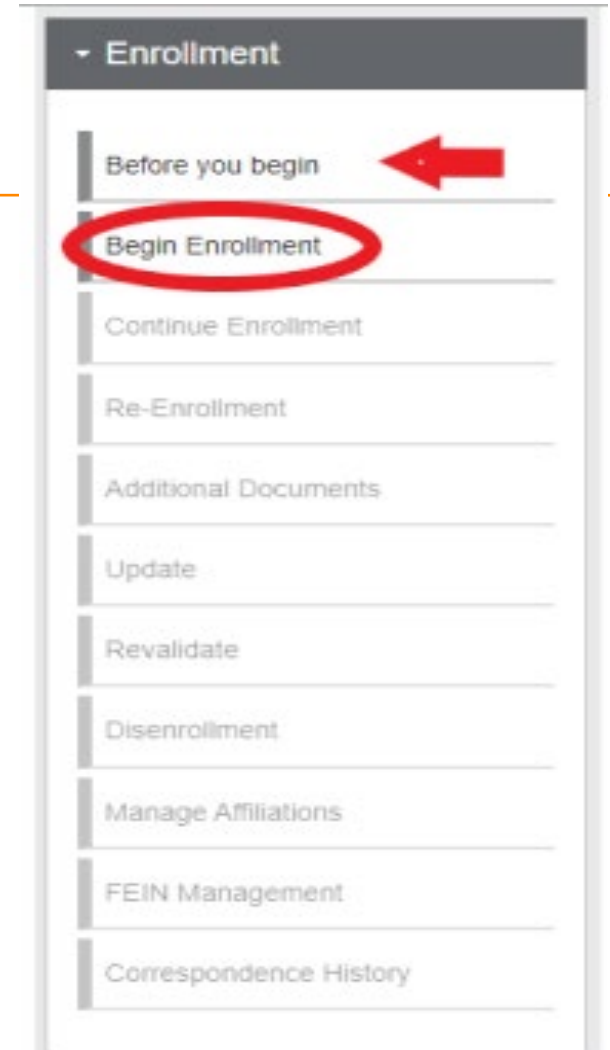 Enrollment
Before you begin
Begin Enrollment
Continue Enrollment
Re-Enrollment
Additional Documents
Update
Revalidate
Disenrollment
Manage Affiliations
FEIN Management
Correspondence History